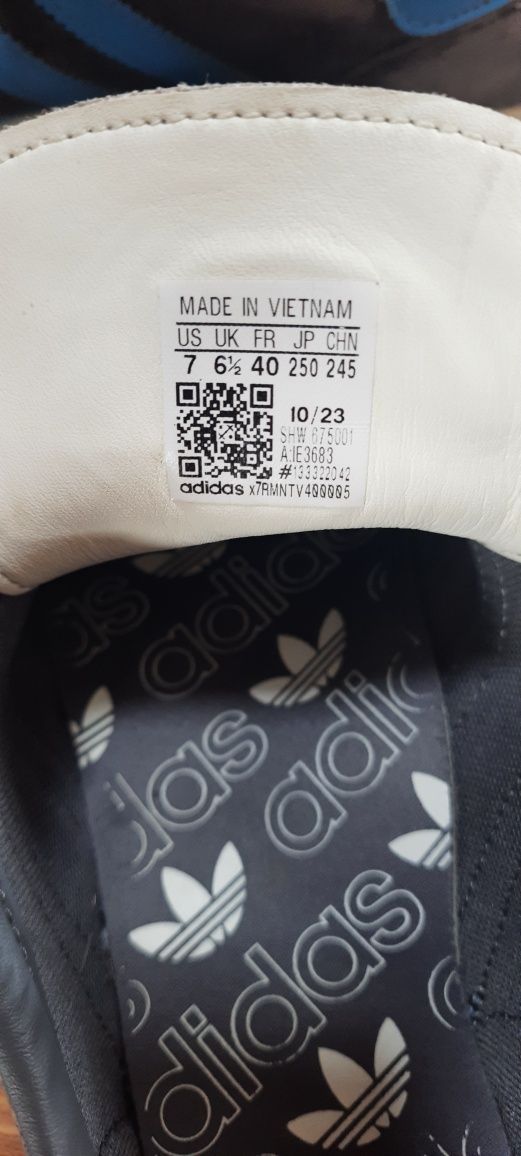 MADE IN VIETNAM
US UK FR JP CHN
7 6½ 40 250 245
10/23
SHW 675001
A:IE3683
#133322042
adidas x7RMNTV400005
adidas
adidas
adidas